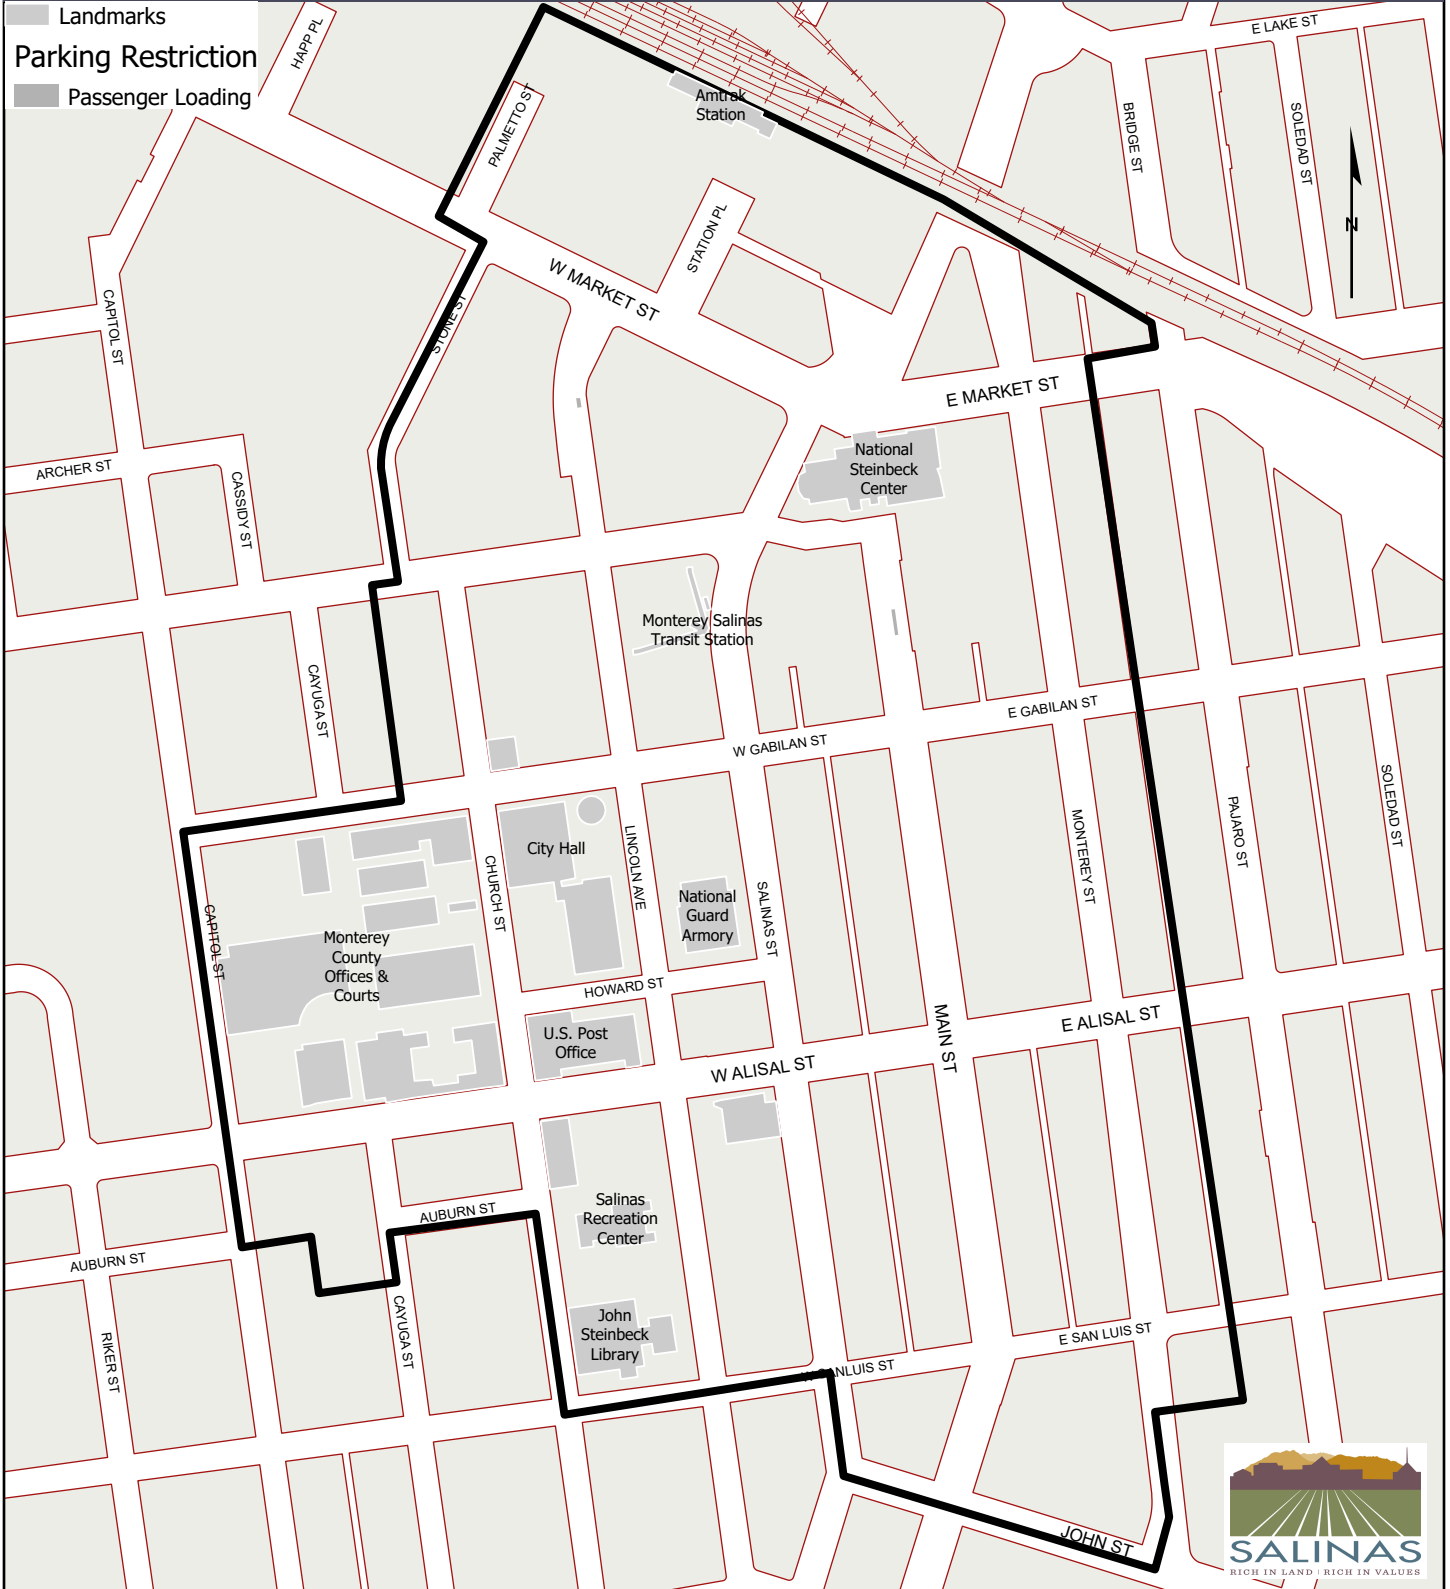 Landmarks
Parking Restriction
Passenger Loading
HAPP PL
E LAKE ST
PALMETTO ST
Amtrak
Station
BRIDGE ST
SOLEDAD ST
N
STATION PL
W MARKET ST
CAPITOL ST
STONE ST
E MARKET ST
ARCHER ST
CASSIDY ST
National
Steinbeck
Center
Monterey Salinas
Transit Station
CAYUGA ST
E GABILAN ST
W GABILAN ST
SOLEDAD ST
PAJARO ST
MONTEREY ST
City Hall
LINCOLN AVE
CHURCH ST
National
Guard
Armory
SALINAS ST
CAPITOL ST
Monterey
County
Offices &
Courts
HOWARD ST
MAIN ST
E ALISAL ST
U.S. Post
Office
W ALISAL ST
Salinas
Recreation
Center
AUBURN ST
AUBURN ST
CAYUGA ST
RIKER ST
John
Steinbeck
Library
E SAN LUIS ST
W SANLUIS ST
JOHN ST
SALINAS
RICH IN LAND | RICH IN VALUES